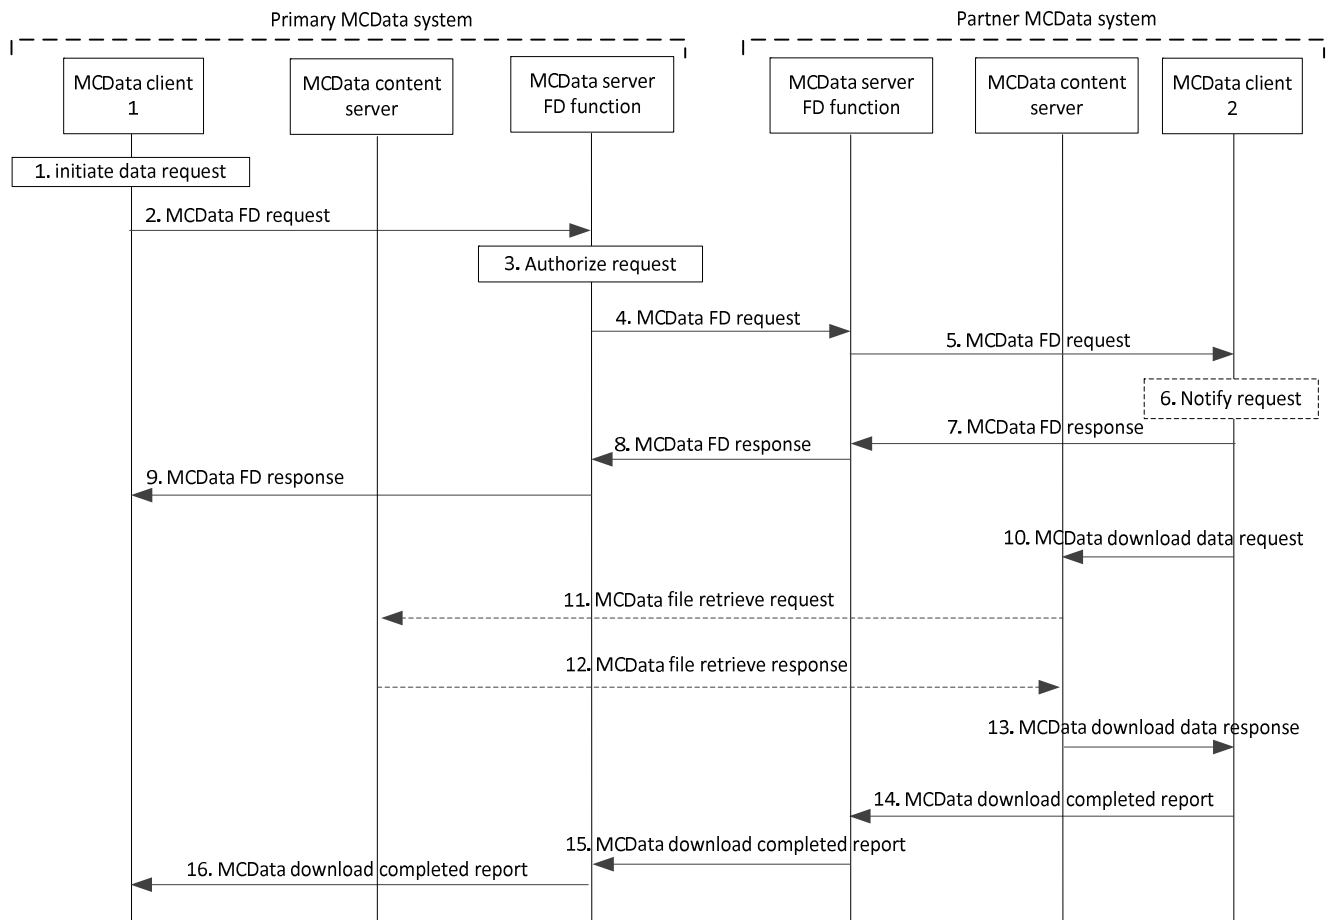 Primary MCData system
Partner MCData system
MCData client
1
MCData content
server
MCData server
FD function
MCData server
FD function
MCData content
server
MCData client
2
1. initiate data request
2. MCData FD request
3. Authorize request
4. MCData FD request
5. MCData FD request
6. Notify request
7. MCData FD response
8. MCData FD response
9. MCData FD response
10. MCData download data request
11. MCData file retrieve request
12. MCData file retrieve response
13. MCData download data response
14. MCData download completed report
15. MCData download completed report
16. MCData download completed report